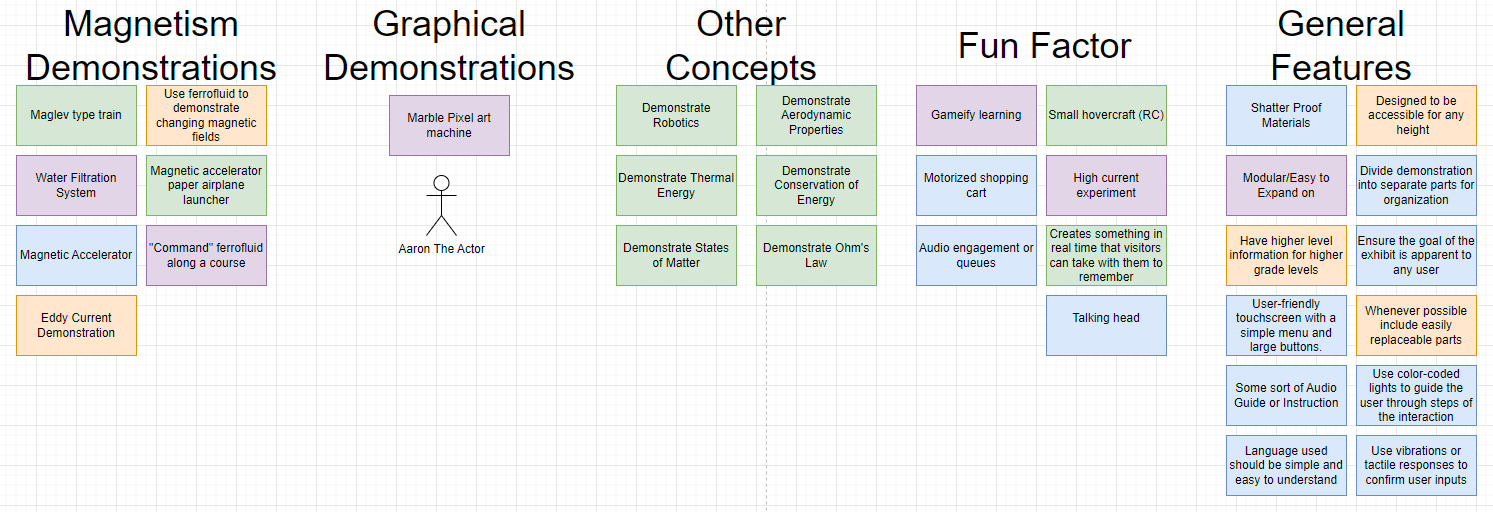 Magnetism
Demonstrations
Graphical
Demonstrations
Other
Concepts
Fun Factor
General
Features
Maglev type train
Use ferrofluid to
demonstrate
changing magnetic
fields
Water Filtration
System
Magnetic accelerator
paper airplane
launcher
Magnetic Accelerator
"Command" ferrofluid
along a course
Eddy Current
Demonstration
Marble Pixel art
machine
Aaron The Actor
Demonstrate
Robotics
Demonstrate
Aerodynamic
Properties
Demonstrate Thermal
Energy
Demonstrate
Conservation of
Energy
Demonstrate States
of Matter
Demonstrate Ohm's
Law
Gameify learning
Small hovercraft (RC)
Motorized shopping
cart
High current
experiment
Audio engagement or
queues
Creates something in
real time that visitors
can take with them to
remember
Talking head
Shatter Proof
Materials
Designed to be
accessible for any
height
Modular/Easy to
Expand on
Divide demonstration
into separate parts for
organization
Have higher level
information for higher
grade levels
Ensure the goal of the
exhibit is apparent to
any user
User-friendly
touchscreen with a
simple menu and
large buttons.
Whenever possible
include easily
replaceable parts
Some sort of Audio
Guide or Instruction
Use color-coded
lights to guide the
user through steps of
the interaction
Language used
should be simple and
easy to understand
Use vibrations or
tactile responses to
confirm user inputs